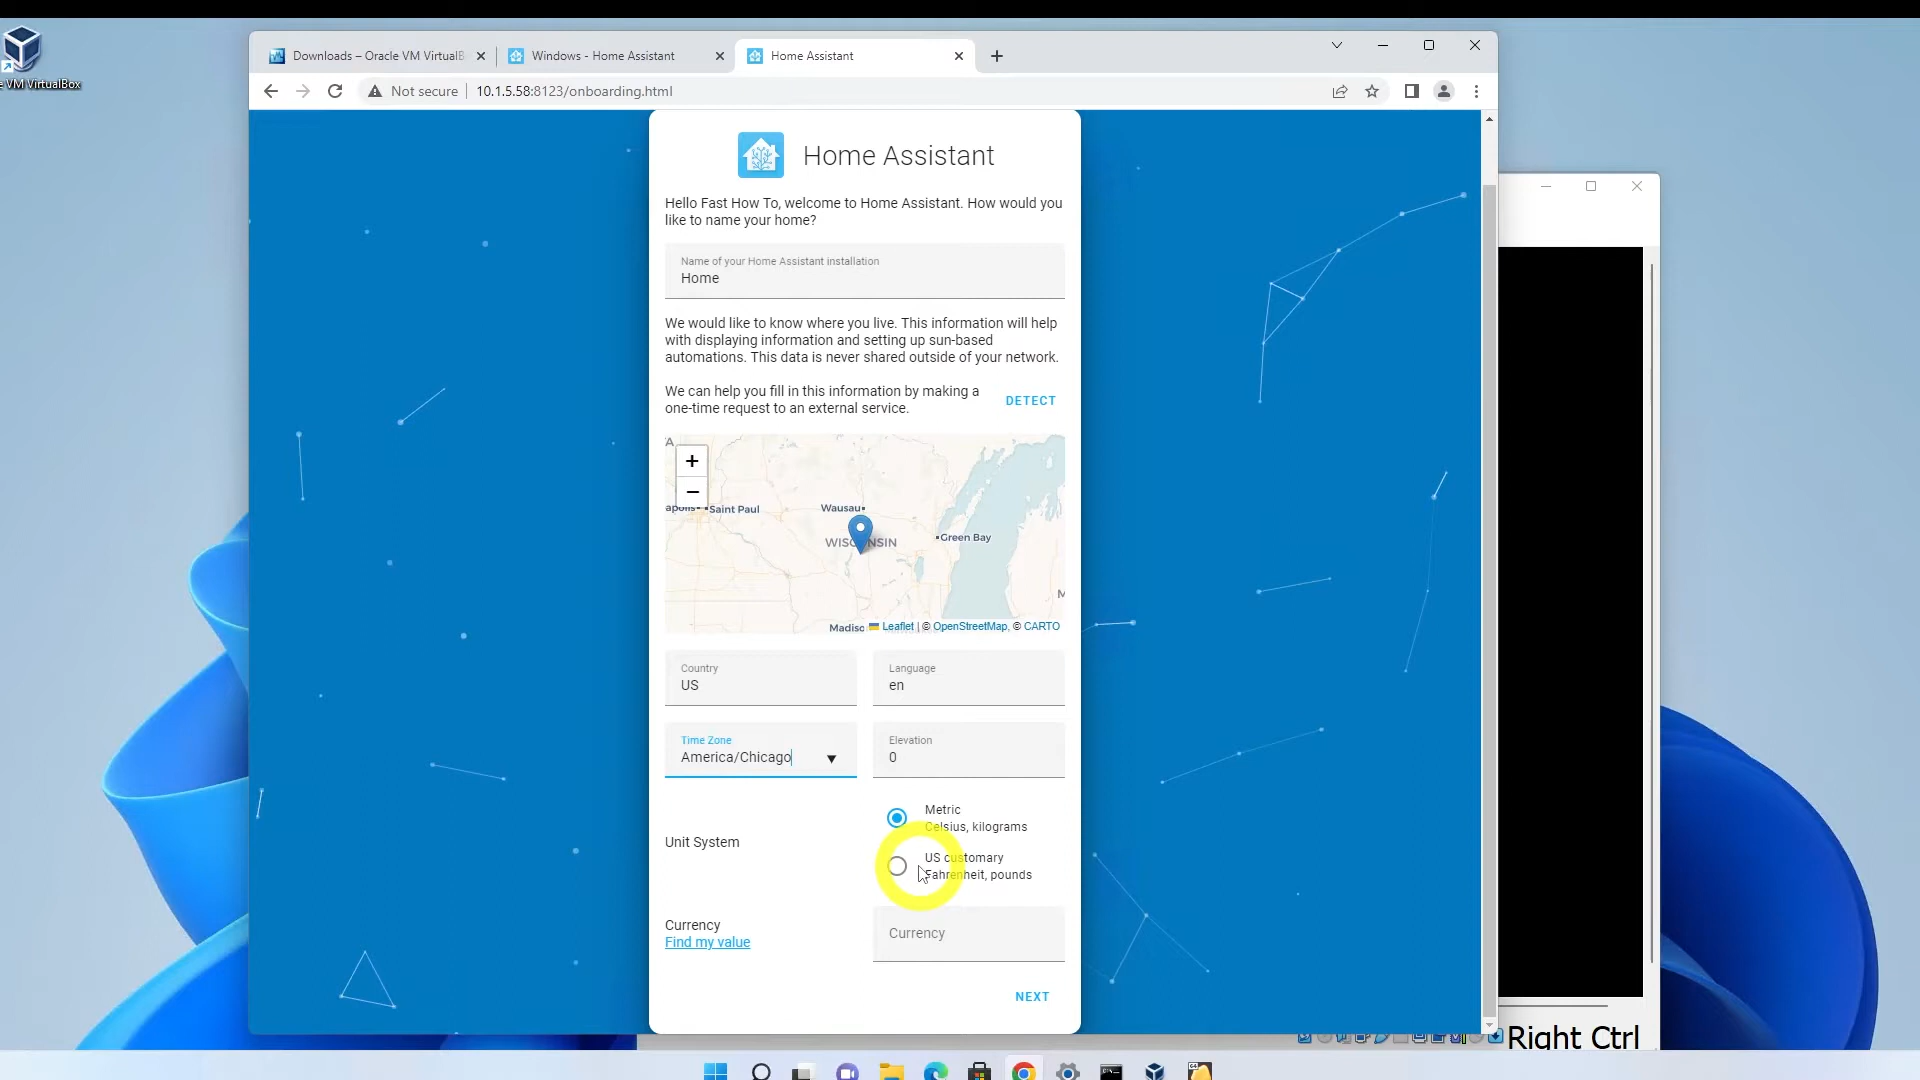 Downloads – Oracle VM VirtualB
Windows - Home Assistant
Home Assistant
VM VirtualBox
Not secure
10.1.5.58:8123/onboarding.html
Home Assistant
Hello Fast How To, welcome to Home Assistant. How would you
like to name your home?
Name of your Home Assistant installation
Home
We would like to know where you live. This information will help
with displaying information and setting up sun-based
automations. This data is never shared outside of your network.
We can help you fill in this information by making a
one-time request to an external service.
DETECT
+
−
Saint Paul
Wausau
WISCONSIN
Green Bay
Madisc
Leaflet | © OpenStreetMap, © CARTO
Country
US
Language
en
Time Zone
America/Chicago
Elevation
0
Unit System
Metric
Celsius, kilograms
US customary
Fahrenheit, pounds
Currency
Find my value
Currency
NEXT
Right Ctrl